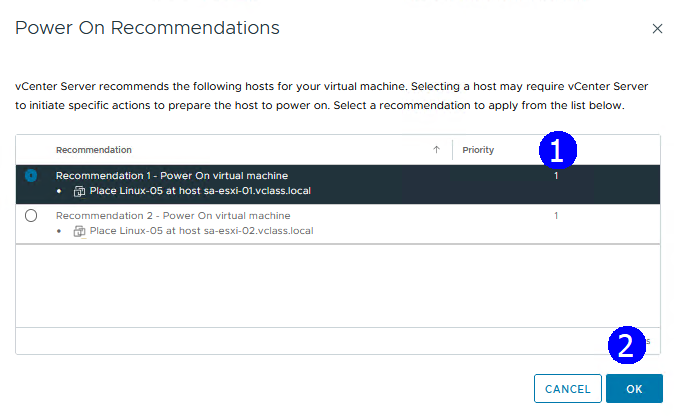 Power On Recommendations
vCenter Server recommends the following hosts for your virtual machine. Selecting a host may require vCenter Server
to initiate specific actions to prepare the host to power on. Select a recommendation to apply from the list below.
Recommendation ↑ Priority 1
Recommendation 1 - Power On virtual machine 1
• Place Linux-05 at host sa-esxi-01.vclass.local
Recommendation 2 - Power On virtual machine 1
• Place Linux-05 at host sa-esxi-02.vclass.local
2
CANCEL OK